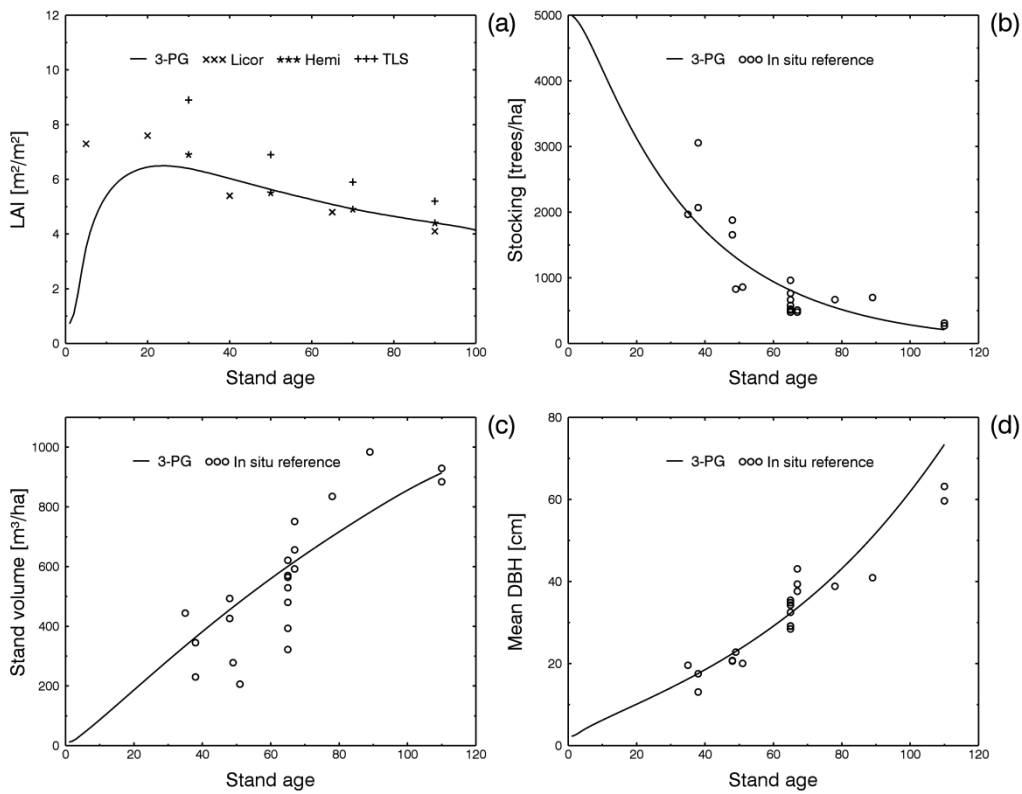 (a)
12
10
8
6
4
2
0
LAI [m²/m²]
3-PG ××× Licor *** Hemi +++ TLS
0 20 40 60 80 100
Stand age
(b)
5000
4000
3000
2000
1000
0
Stocking [trees/ha]
3-PG In situ reference
0 20 40 60 80 100 120
Stand age
(c)
1000
800
600
400
200
0
Stand volume [m³/ha]
3-PG In situ reference
0 20 40 60 80 100 120
Stand age
(d)
80
60
40
20
0
Mean DBH [cm]
3-PG In situ reference
0 20 40 60 80 100 120
Stand age